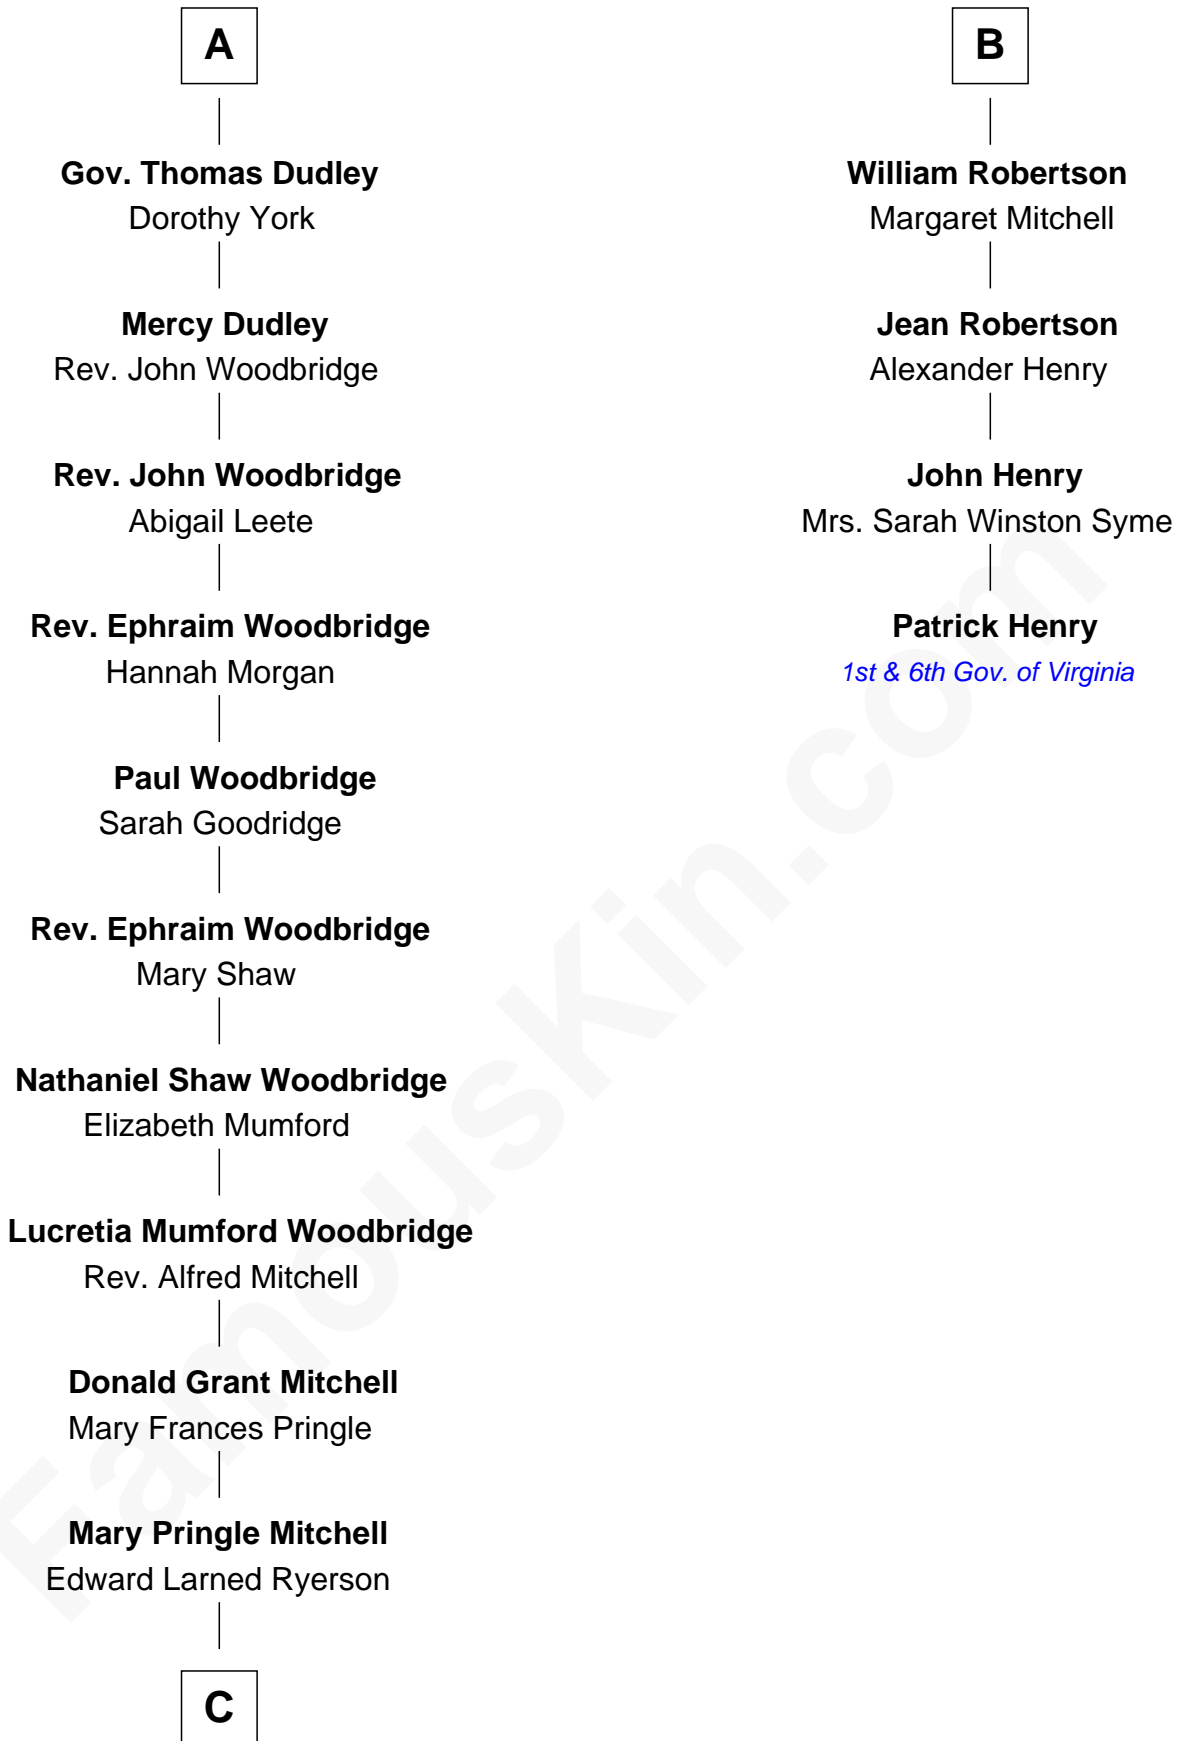 A
Gov. Thomas Dudley
Dorothy York
Mercy Dudley
Rev. John Woodbridge
Rev. John Woodbridge
Abigail Leete
Rev. Ephraim Woodbridge
Hannah Morgan
Paul Woodbridge
Sarah Goodridge
Rev. Ephraim Woodbridge
Mary Shaw
Nathaniel Shaw Woodbridge
Elizabeth Mumford
Lucretia Mumford Woodbridge
Rev. Alfred Mitchell
Donald Grant Mitchell
Mary Frances Pringle
Mary Pringle Mitchell
Edward Larned Ryerson
C
B
William Robertson
Margaret Mitchell
Jean Robertson
Alexander Henry
John Henry
Mrs. Sarah Winston Syme
Patrick Henry
1st & 6th Gov. of Virginia
FamousKin.com